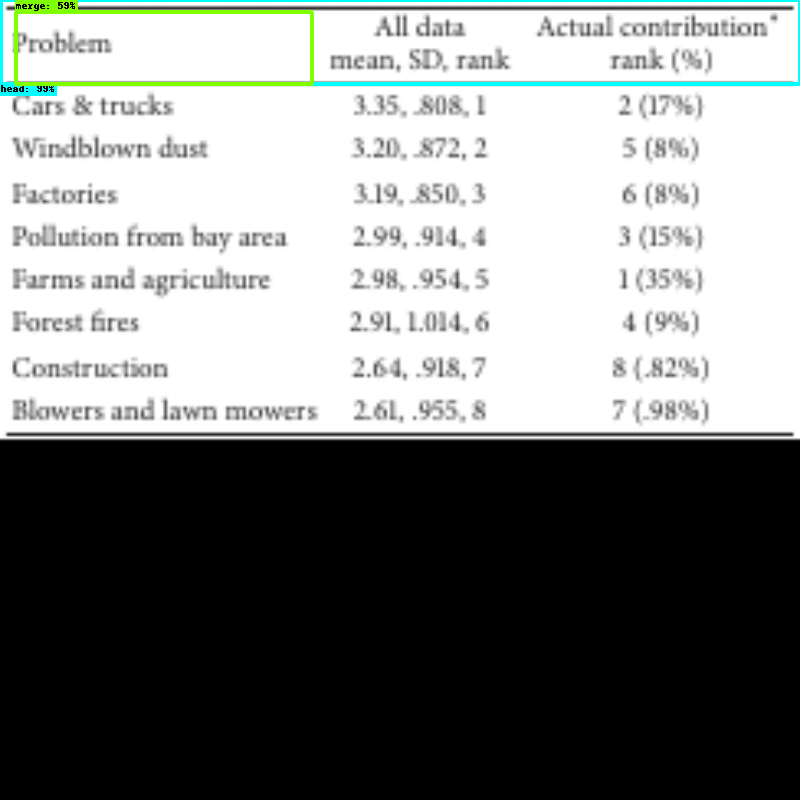 merge: 59%
Problem All data mean, SD, rank Actual contribution* rank (%)
head: 99%
Cars & trucks 3.35, .808, 1 2 (17%)
Windblown dust 3.20, .872, 2 5 (8%)
Factories 3.19, .850, 3 6 (8%)
Pollution from bay area 2.99, .914, 4 3 (15%)
Farms and agriculture 2.98, .954, 5 1 (35%)
Forest fires 2.91, 1.014, 6 4 (9%)
Construction 2.64, .918, 7 8 (.82%)
Blowers and lawn mowers 2.61, .955, 8 7 (.98%)